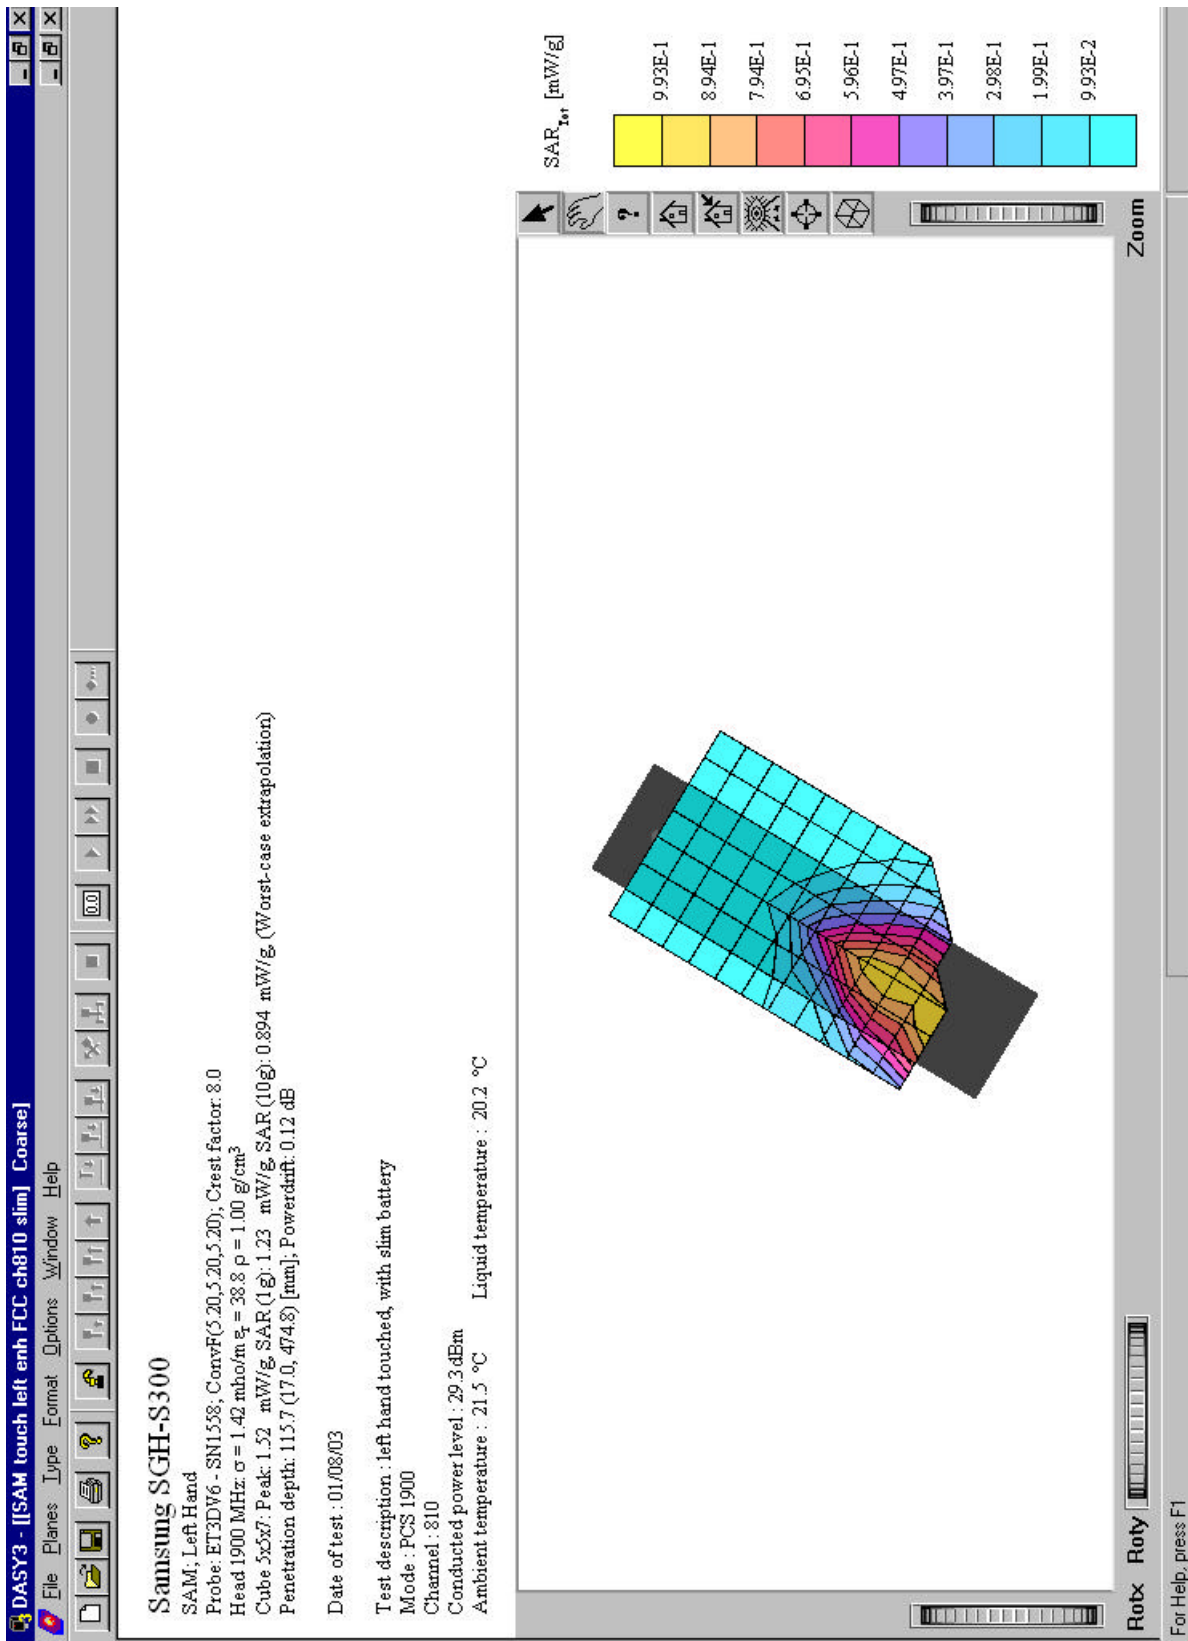 DASY3 - [[SAM touch left enh FCC ch810 slim] Coarse]
File Planes Type Format Options Window Help
0.0
Samsung SGH-S300
SAM; Left Hand
Probe: ET3DV6 - SN1558; ConvF(5.20,5.20,5.20); Crest factor: 8.0
Head 1900 MHz: σ = 1.42 mho/m εr = 38.8 ρ = 1.00 g/cm³
Cube 5x5x7: Peak: 1.52 mW/g, SAR (1g): 1.23 mW/g, SAR (10g): 0.894 mW/g, (Worst-case extrapolation)
Penetration depth: 115.7 (17.0, 474.8) [mm]; Powerdrift: 0.12 dB
Date of test : 01/08/03
Test description : left hand touched, with slim battery
Mode : PCS 1900
Channel : 810
Conducted power level : 29.3 dBm
Ambient temperature : 21.5 °C Liquid temperature : 20.2 °C
SARTot [mW/g]
9.93E-1
8.94E-1
7.94E-1
6.95E-1
5.96E-1
4.97E-1
3.97E-1
2.98E-1
1.99E-1
9.93E-2
Rotx Roty Zoom
For Help, press F1